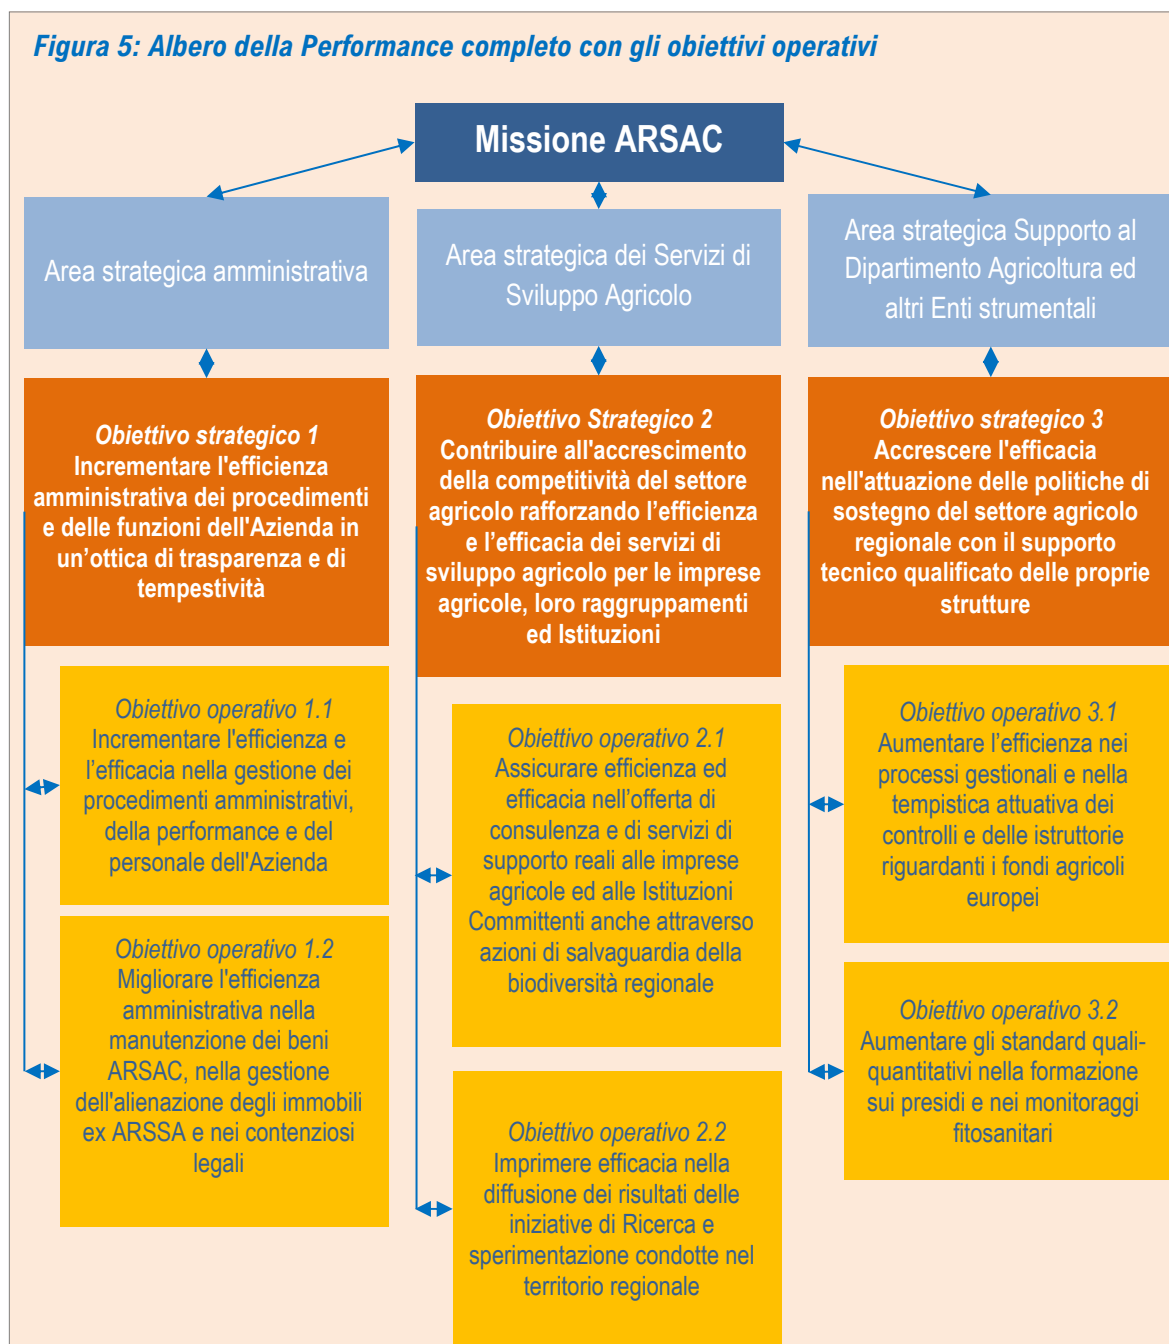 Figura 5: Albero della Performance completo con gli obiettivi operativi
Missione ARSAC
Area strategica amministrativa
Area strategica dei Servizi di
Sviluppo Agricolo
Area strategica Supporto al
Dipartimento Agricoltura ed
altri Enti strumentali
Obiettivo strategico 1
Incrementare l'efficienza
amministrativa dei procedimenti
e delle funzioni dell'Azienda in
un’ottica di trasparenza e di
tempestività
Obiettivo Strategico 2
Contribuire all'accrescimento
della competitività del settore
agricolo rafforzando l’efficienza
e l’efficacia dei servizi di
sviluppo agricolo per le imprese
agricole, loro raggruppamenti
ed Istituzioni
Obiettivo strategico 3
Accrescere l'efficacia
nell'attuazione delle politiche di
sostegno del settore agricolo
regionale con il supporto
tecnico qualificato delle proprie
strutture
Obiettivo operativo 1.1
Incrementare l'efficienza e
l’efficacia nella gestione dei
procedimenti amministrativi,
della performance e del
personale dell'Azienda
Obiettivo operativo 1.2
Migliorare l'efficienza
amministrativa nella
manutenzione dei beni
ARSAC, nella gestione
dell'alienazione degli immobili
ex ARSSA e nei contenziosi
legali
Obiettivo operativo 2.1
Assicurare efficienza ed
efficacia nell’offerta di
consulenza e di servizi di
supporto reali alle imprese
agricole ed alle Istituzioni
Committenti anche attraverso
azioni di salvaguardia della
biodiversità regionale
Obiettivo operativo 2.2
Imprimere efficacia nella
diffusione dei risultati delle
iniziative di Ricerca e
sperimentazione condotte nel
territorio regionale
Obiettivo operativo 3.1
Aumentare l’efficienza nei
processi gestionali e nella
tempistica attuativa dei
controlli e delle istruttorie
riguardanti i fondi agricoli
europei
Obiettivo operativo 3.2
Aumentare gli standard quali-
quantitativi nella formazione
sui presidi e nei monitoraggi
fitosanitari